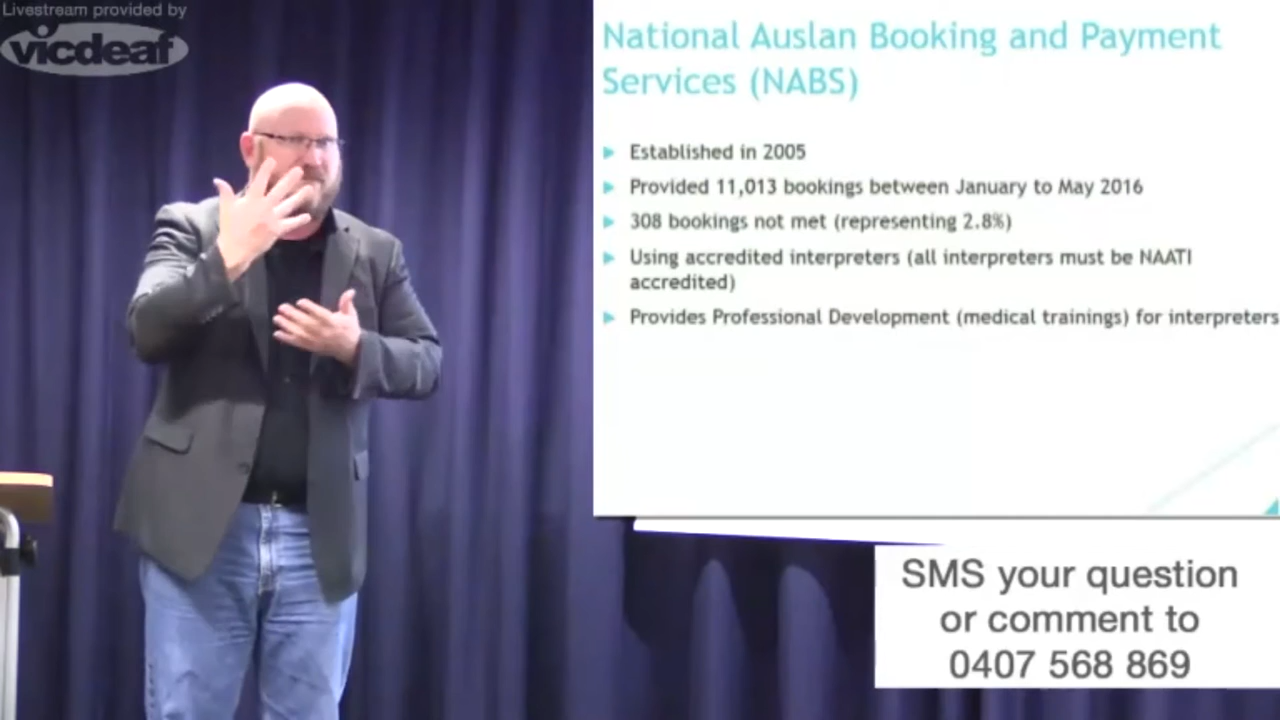 Livestream provided by
vicdeaf
National Auslan Booking and Payment
Services (NABS)
Established in 2005
Provided 11,013 bookings between January to May 2016
308 bookings not met (representing 2.8%)
Using accredited interpreters (all interpreters must be NAATI
accredited)
Provides Professional Development (medical trainings) for interpreters
SMS your question
or comment to
0407 568 869